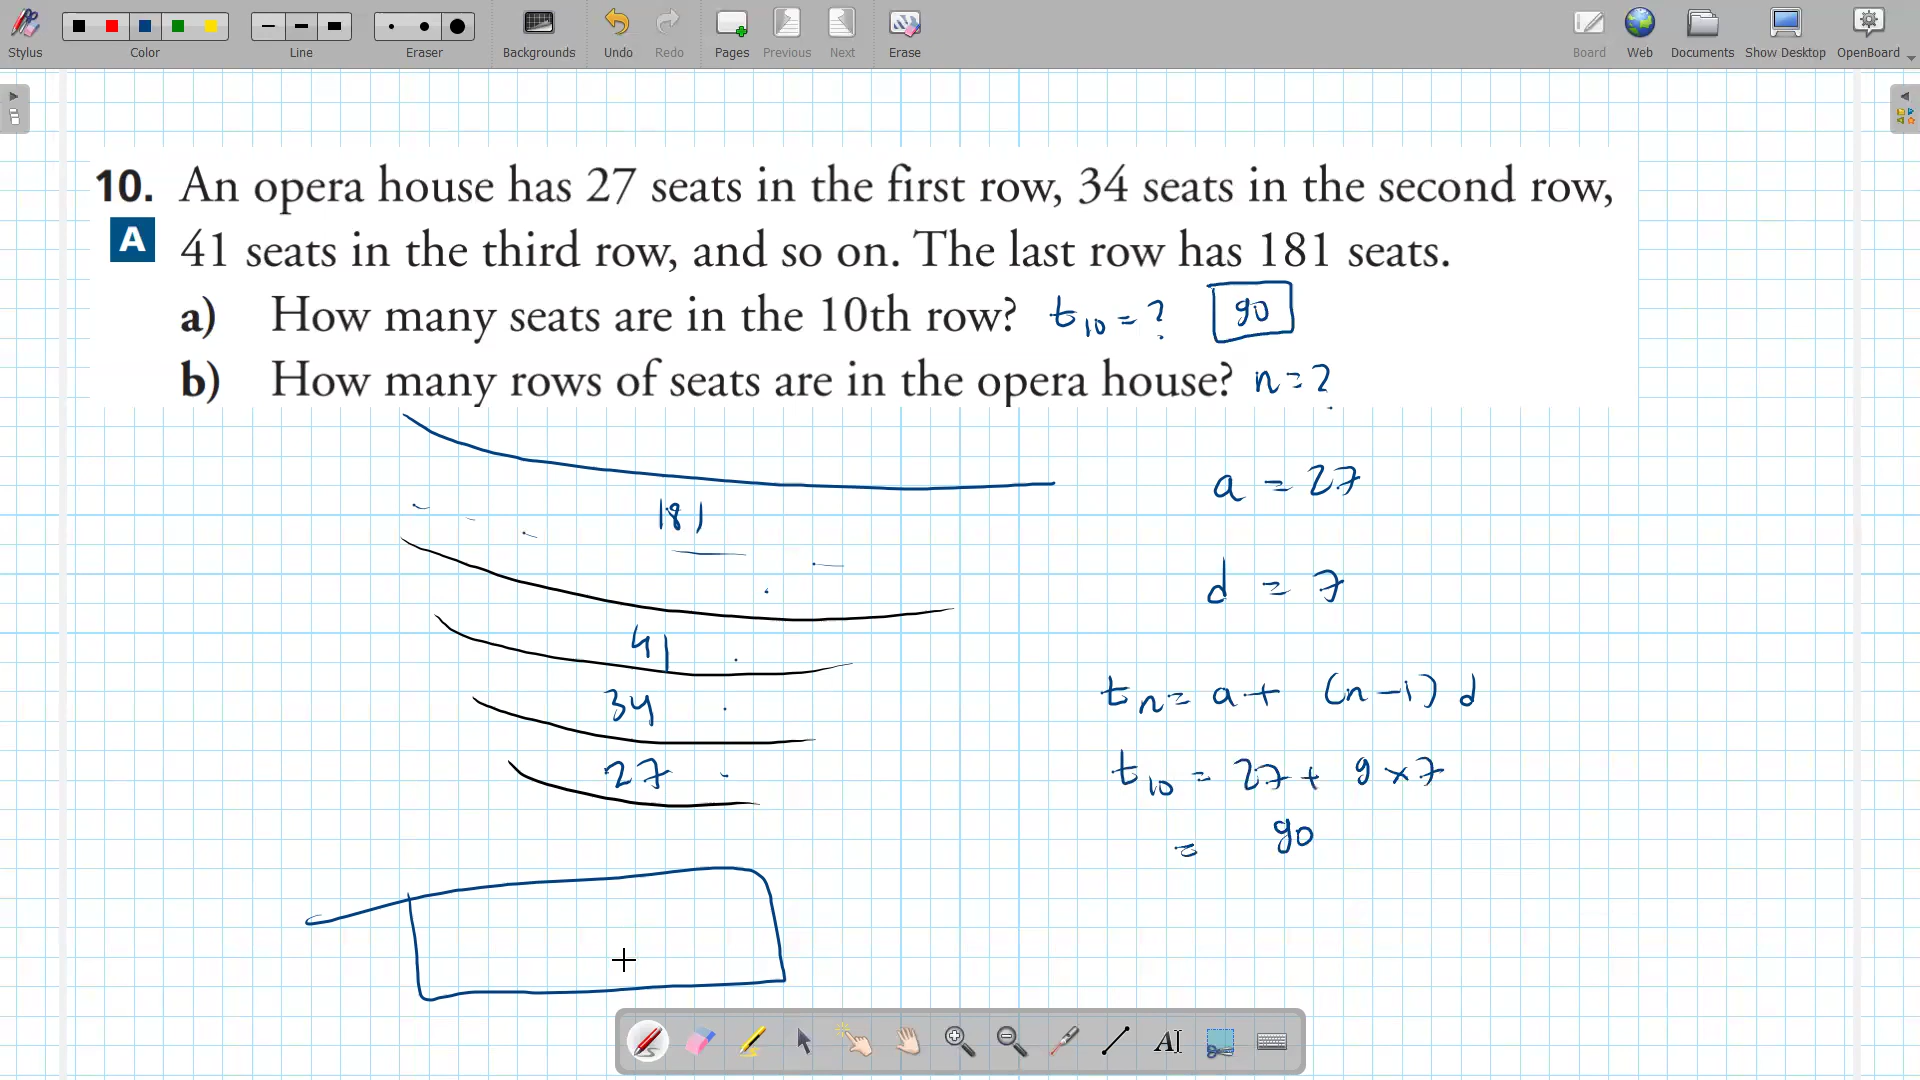 Stylus
Color
Line
Eraser
Backgrounds
Undo
Redo
Pages
Previous
Next
Erase
Board
Web
Documents
Show Desktop
OpenBoard
10. An opera house has 27 seats in the first row, 34 seats in the second row,
A 41 seats in the third row, and so on. The last row has 181 seats.
a) How many seats are in the 10th row? t10 = ? 90
b) How many rows of seats are in the opera house? n = ?
181
41
34
27
a = 27
d = 7
tn = a + (n-1) d
t10 = 27 + 9 × 7
= 90